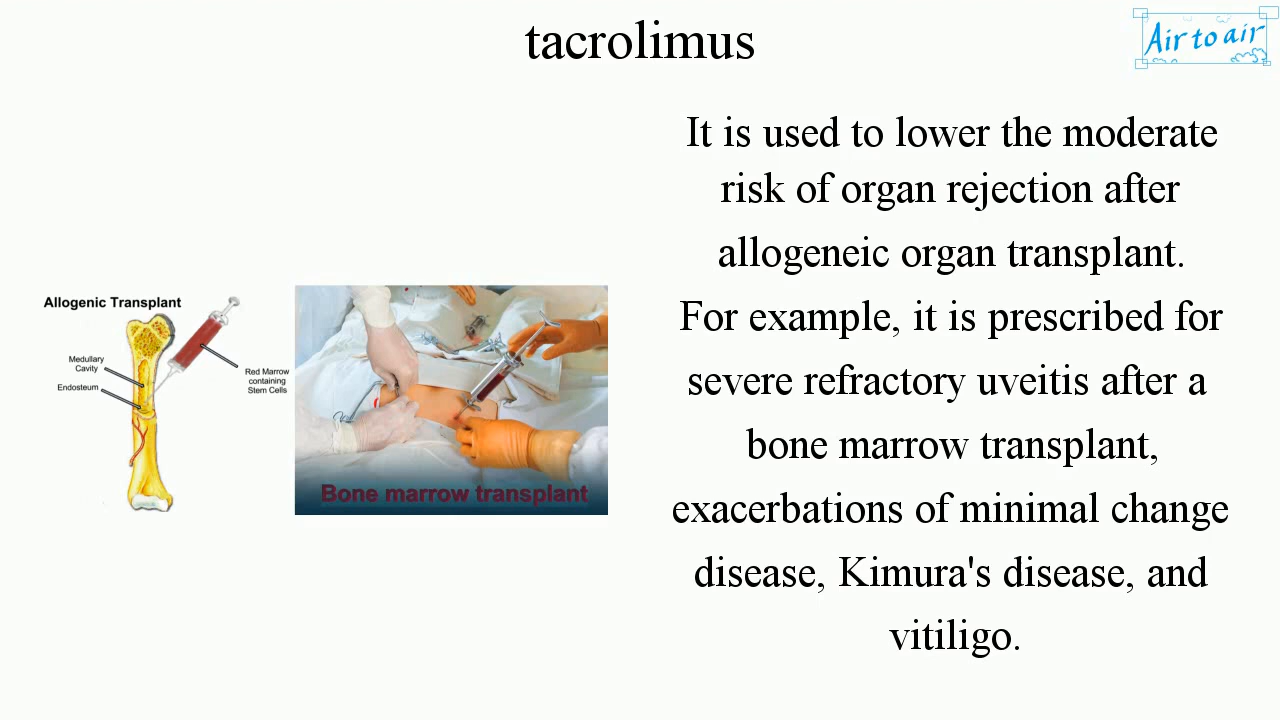 tacrolimus
Air to air
It is used to lower the moderate
risk of organ rejection after
allogeneic organ transplant.
For example, it is prescribed for
severe refractory uveitis after a
bone marrow transplant,
exacerbations of minimal change
disease, Kimura's disease, and
vitiligo.
Allogenic Transplant
Medullary
Cavity
Endosteum
Red Marrow
containing
Stem Cells
Bone marrow transplant